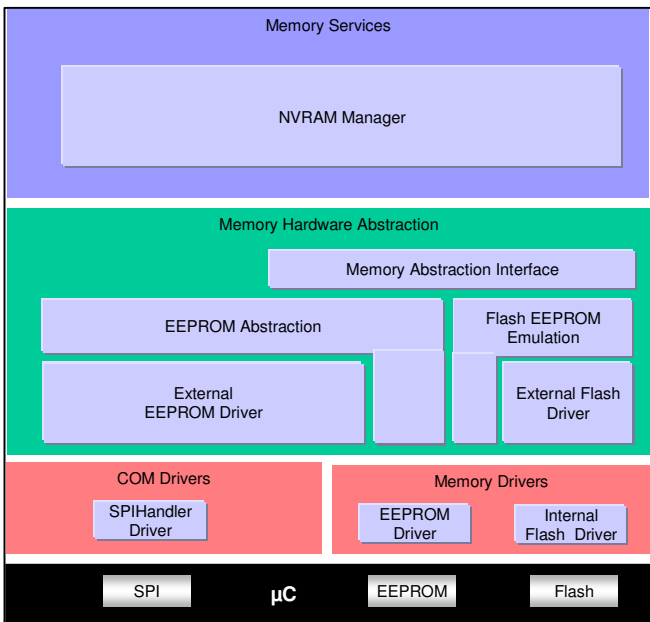 Memory Services
NVRAM Manager
Memory Hardware Abstraction
Memory Abstraction Interface
EEPROM Abstraction
Flash EEPROM
Emulation
External
EEPROM Driver
External Flash
Driver
COM Drivers
Memory Drivers
SPIHandler
Driver
EEPROM
Driver
Internal
Flash Driver
SPI
µC
EEPROM
Flash